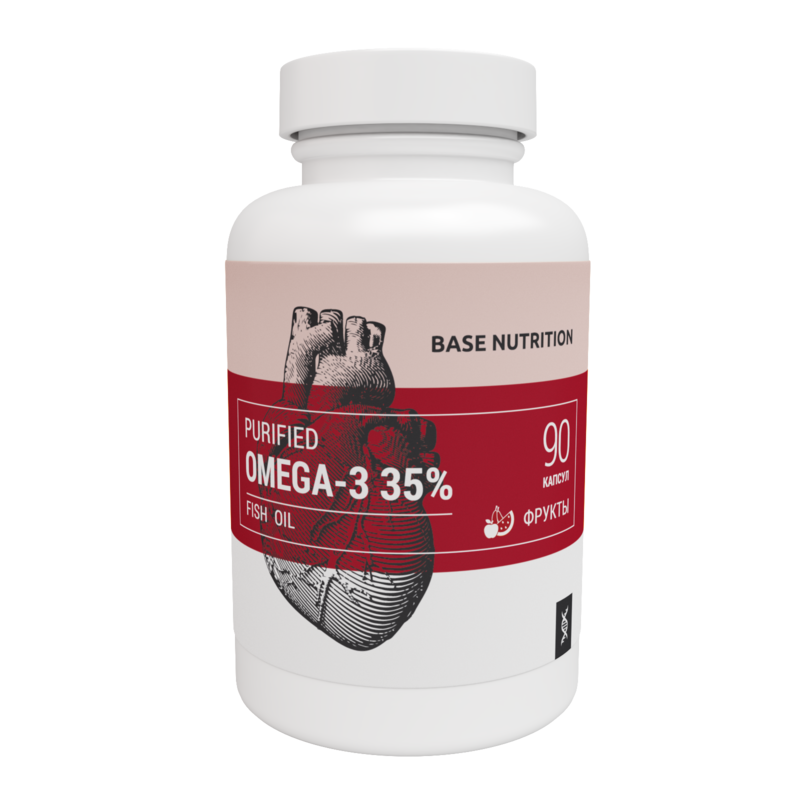 BASE NUTRITION
PURIFIED
OMEGA-3 35%
FISH OIL
90
КАПСУЛ
ФРУКТЫ